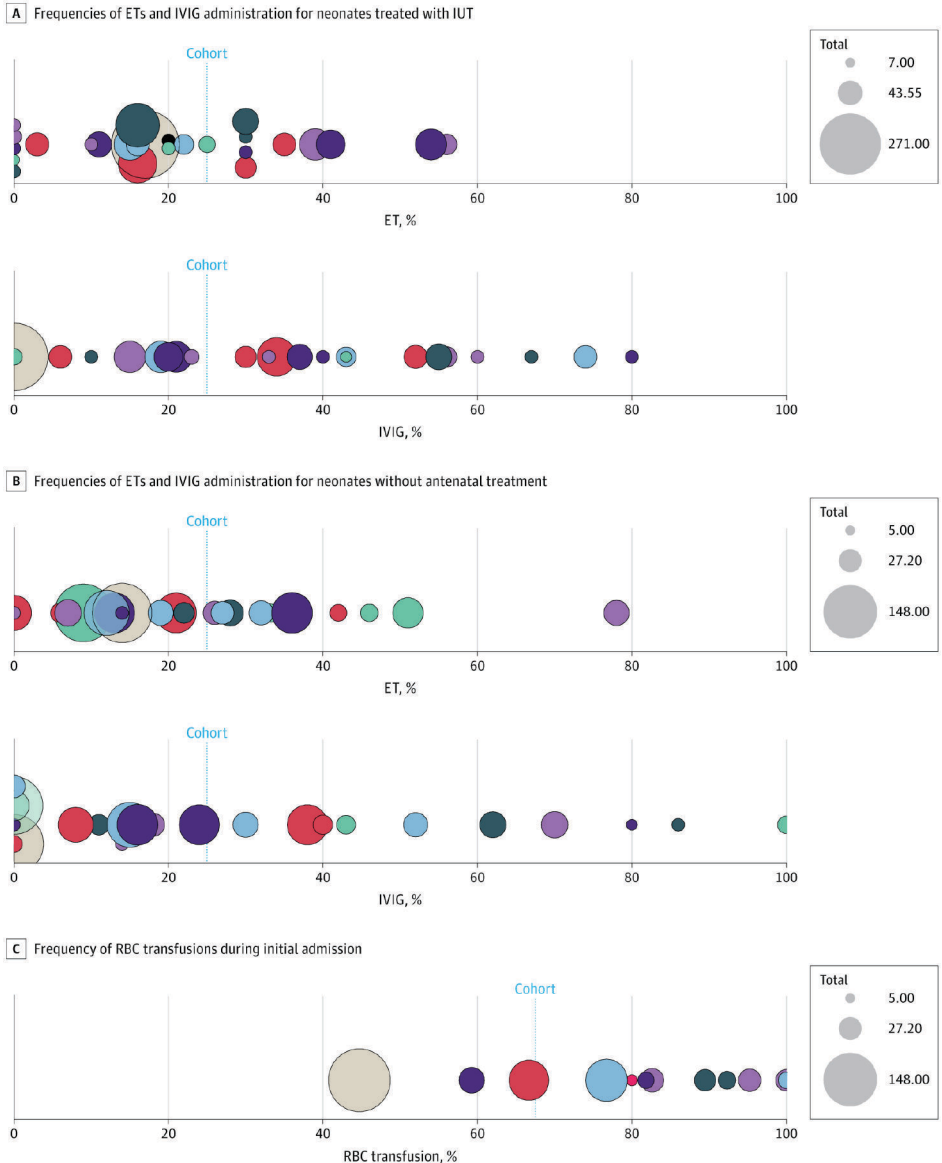 A Frequencies of ETs and IVIG administration for neonates treated with IUT
Total
7.00
43.55
271.00
Cohort
0 20 40 60 80 100
ET, %
Cohort
0 20 40 60 80 100
IVIG, %
B Frequencies of ETs and IVIG administration for neonates without antenatal treatment
Total
5.00
27.20
148.00
Cohort
0 20 40 60 80 100
ET, %
Cohort
0 20 40 60 80 100
IVIG, %
C Frequency of RBC transfusions during initial admission
Total
5.00
27.20
148.00
Cohort
0 20 40 60 80 100
RBC transfusion, %